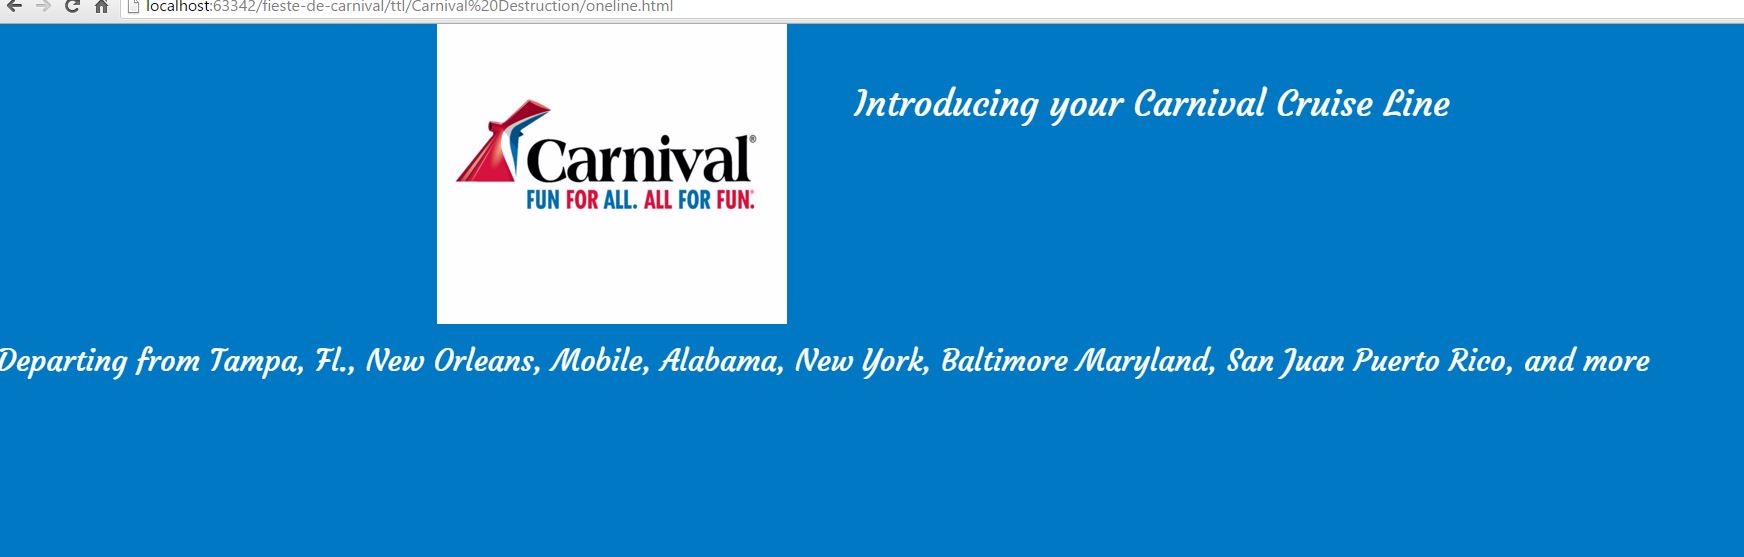 localhost:63342/fieste-de-carnival/ttl/Carnival%20Destruction/oneline.html
Introducing your Carnival Cruise Line
Carnival®
FUN FOR ALL. ALL FOR FUN.®
Departing from Tampa, Fl., New Orleans, Mobile, Alabama, New York, Baltimore Maryland, San Juan Puerto Rico, and more